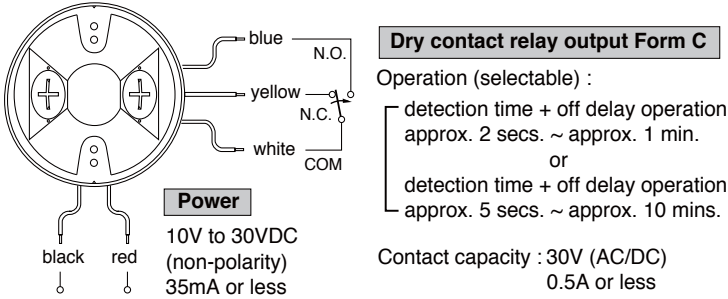 blue
N.O.
yellow
N.C.
white
COM
black
red
Power
10V to 30VDC
(non-polarity)
35mA or less
Dry contact relay output Form C
Operation (selectable) :
detection time + off delay operation
approx. 2 secs. ~ approx. 1 min.
or
detection time + off delay operation
approx. 5 secs. ~ approx. 10 mins.
Contact capacity : 30V (AC/DC)
0.5A or less